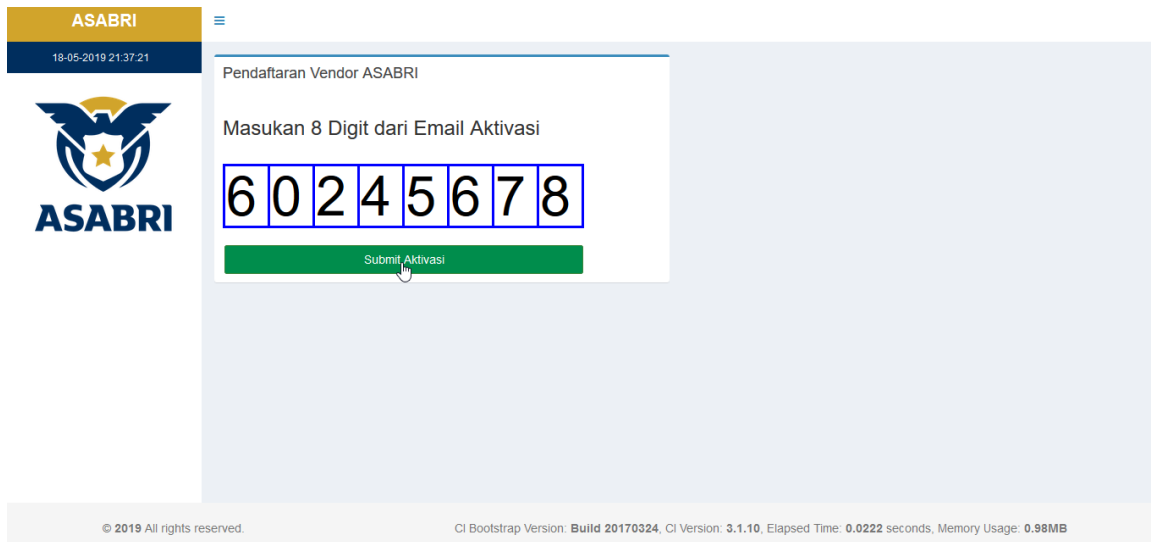 ASABRI
18-05-2019 21:37:21
ASABRI
Pendaftaran Vendor ASABRI
Masukan 8 Digit dari Email Aktivasi
6 0 2 4 5 6 7 8
Submit Aktivasi
© 2019 All rights reserved.
CI Bootstrap Version: Build 20170324, CI Version: 3.1.10, Elapsed Time: 0.0222 seconds, Memory Usage: 0.98MB